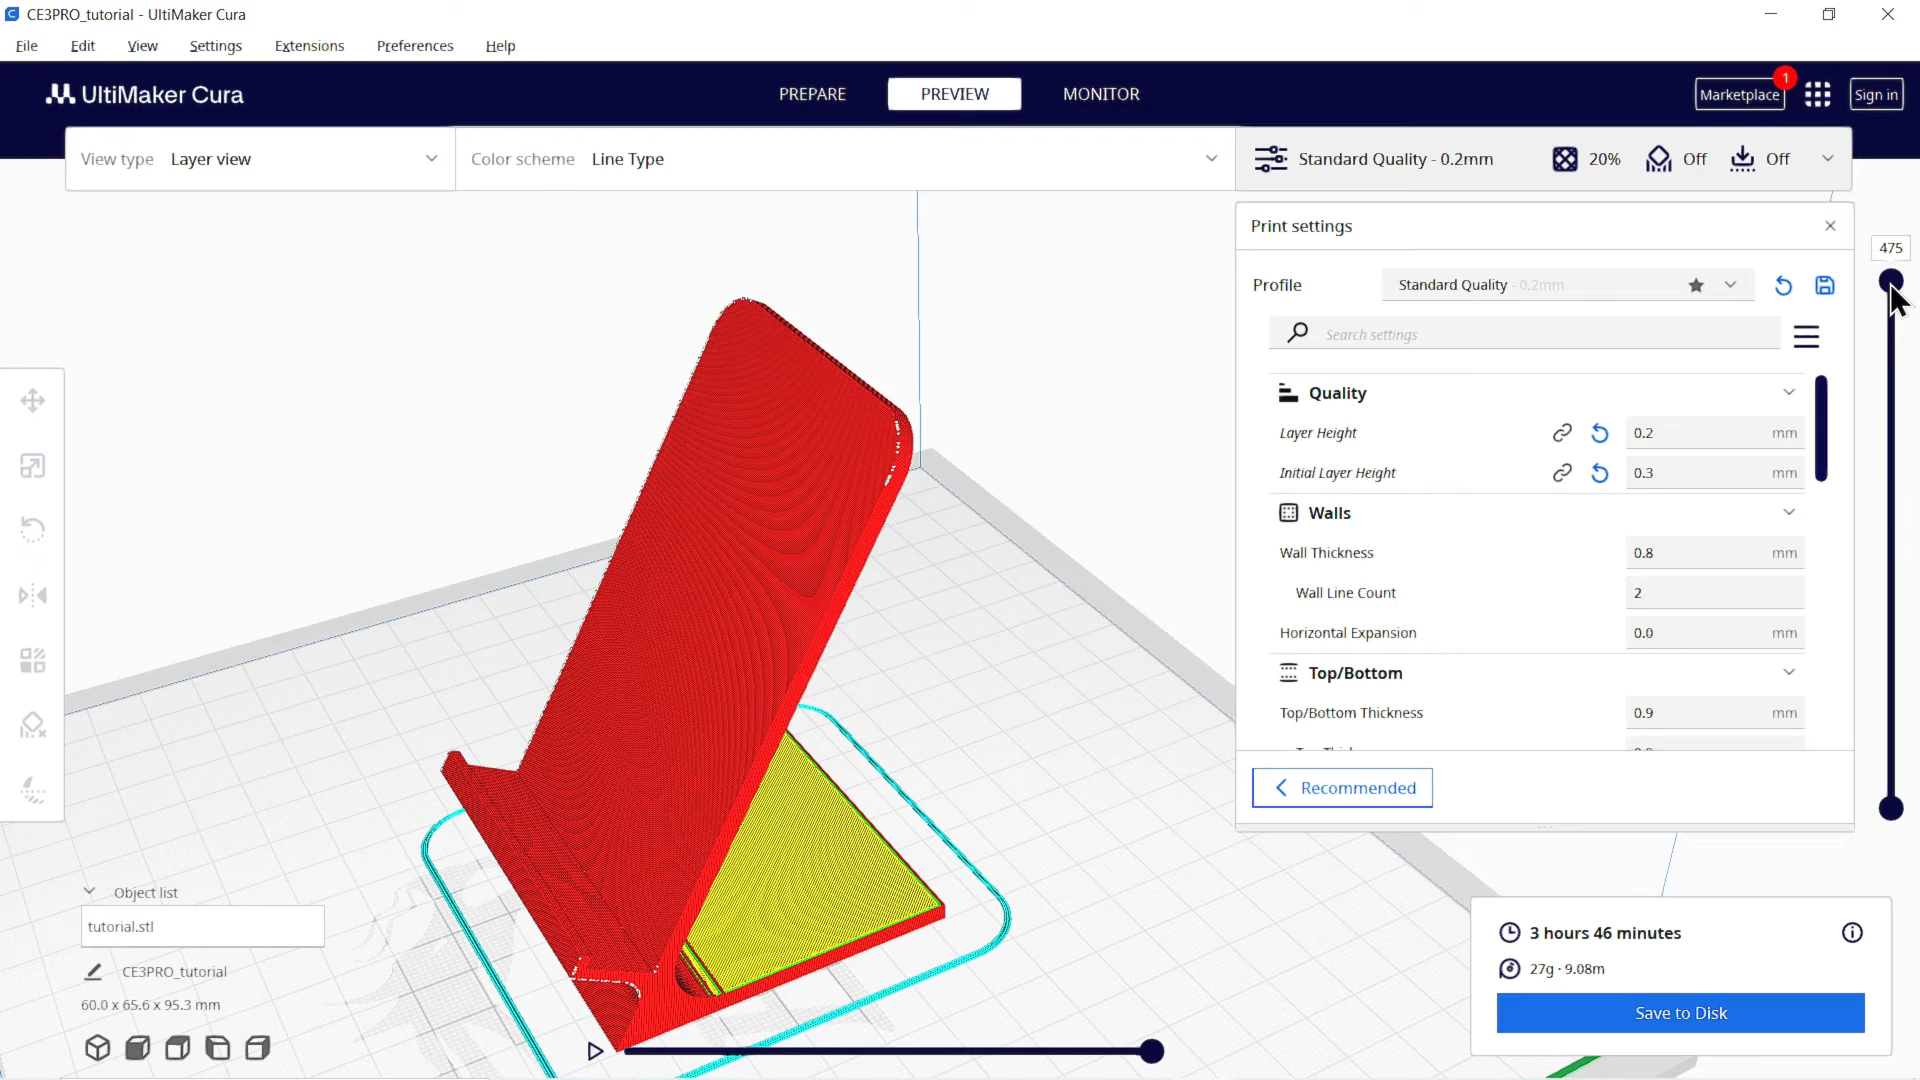 CE3PRO_tutorial - UltiMaker Cura
File Edit View Settings Extensions Preferences Help
UltiMaker Cura
PREPARE PREVIEW MONITOR
Marketplace 1 Sign in
View type Layer view
Color scheme Line Type
Standard Quality - 0.2mm 20% Off Off
Print settings
475
Profile Standard Quality - 0.2mm
Search settings
Quality
Layer Height 0.2 mm
Initial Layer Height 0.3 mm
Walls
Wall Thickness 0.8 mm
Wall Line Count 2
Horizontal Expansion 0.0 mm
Top/Bottom
Top/Bottom Thickness 0.9 mm
Recommended
Object list
tutorial.stl
CE3PRO_tutorial
60.0 x 65.6 x 95.3 mm
3 hours 46 minutes
27g · 9.08m
Save to Disk